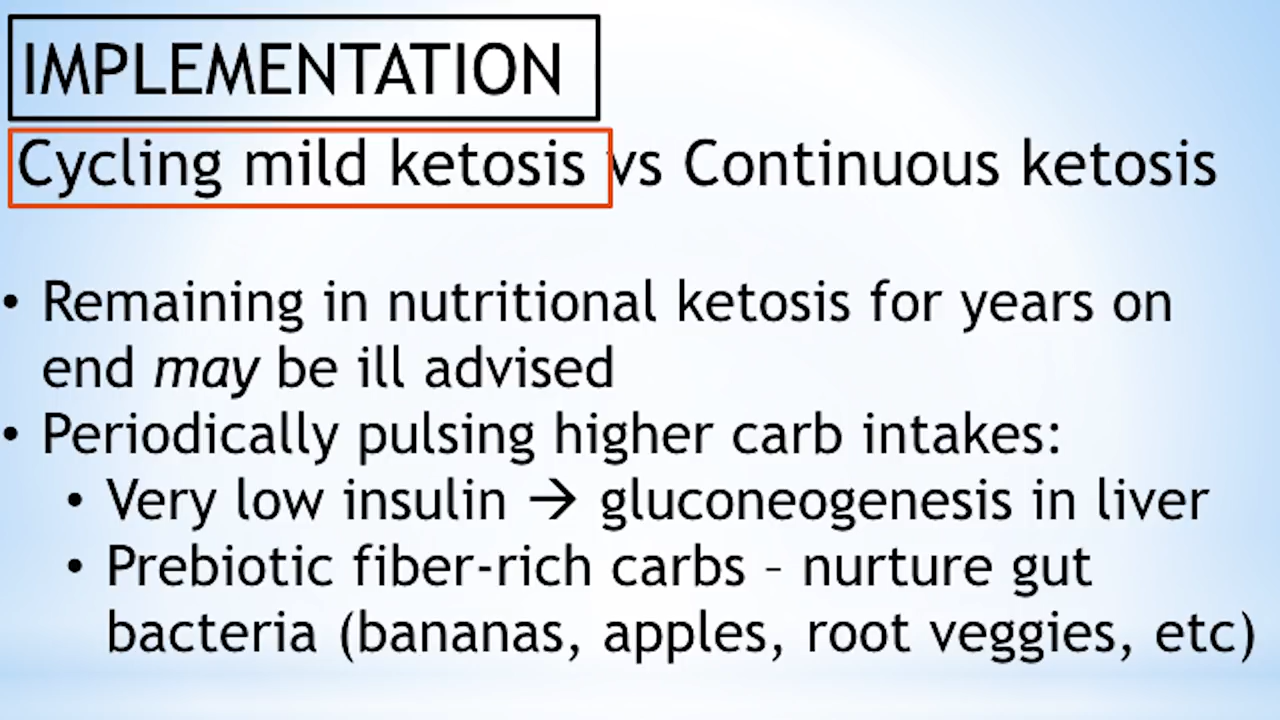 IMPLEMENTATION
Cycling mild ketosis vs Continuous ketosis
• Remaining in nutritional ketosis for years on
end may be ill advised
• Periodically pulsing higher carb intakes:
• Very low insulin → gluconeogenesis in liver
• Prebiotic fiber-rich carbs – nurture gut
bacteria (bananas, apples, root veggies, etc)